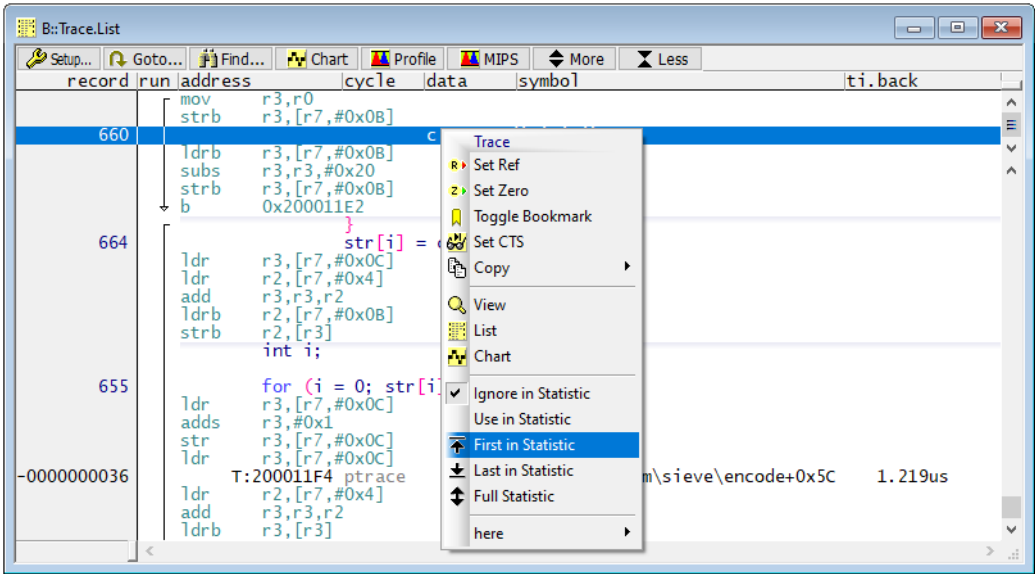 B::Trace.List
Setup... Goto... Find... Chart Profile MIPS More Less
record run address cycle data symbol ti.back
mov r3,r0
strb r3,[r7,#0x0B]
660 c
ldrb r3,[r7,#0x0B]
subs r3,r3,#0x20
strb r3,[r7,#0x0B]
b 0x200011E2
}
664 str[i] =
ldr r3,[r7,#0x0C]
ldr r2,[r7,#0x4]
add r3,r3,r2
ldrb r2,[r7,#0x0B]
strb r2,[r3]
int i;
655 for (i = 0; str[i]
ldr r3,[r7,#0x0C]
adds r3,#0x1
str r3,[r7,#0x0C]
ldr r3,[r7,#0x0C]
-0000000036 T:200011F4 ptrace m\sieve\encode+0x5C 1.219us
ldr r2,[r7,#0x4]
add r3,r3,r2
ldrb r3,[r3]
Trace
R Set Ref
Z Set Zero
Toggle Bookmark
Set CTS
Copy
View
List
Chart
Ignore in Statistic
Use in Statistic
First in Statistic
Last in Statistic
Full Statistic
here